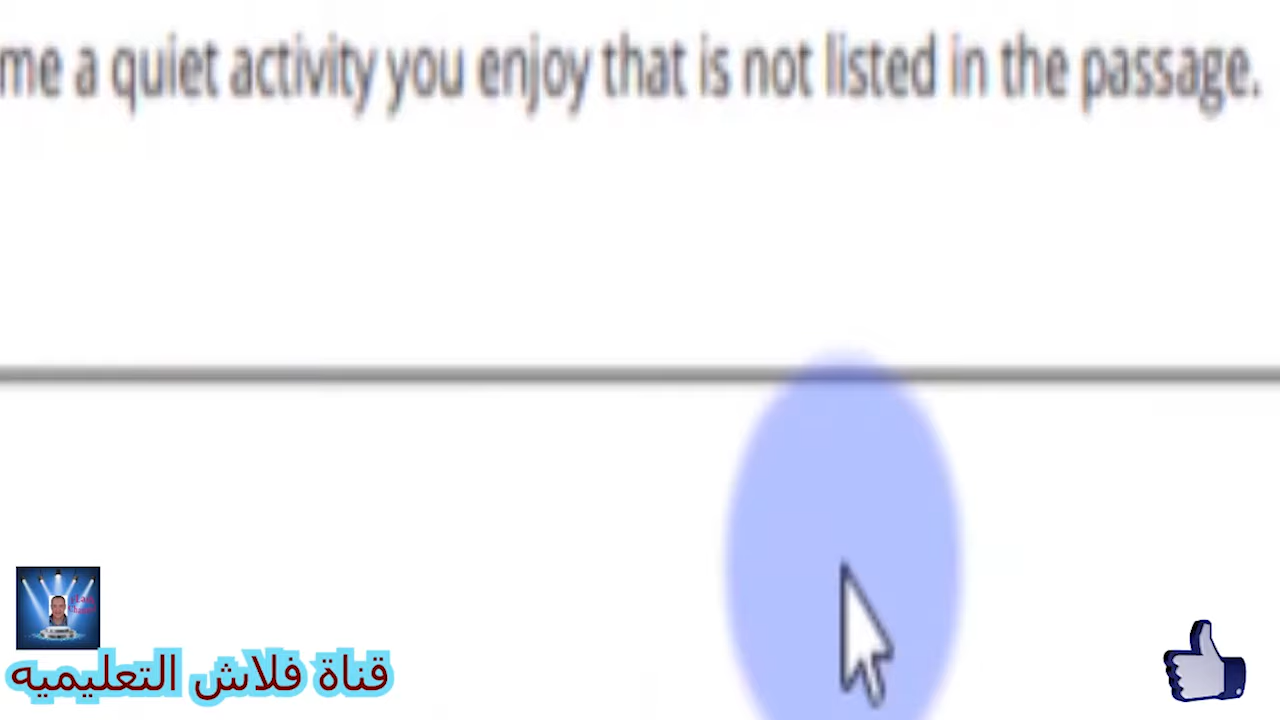 me a quiet activity you enjoy that is not listed in the passage.
قناة فلاش التعليميه